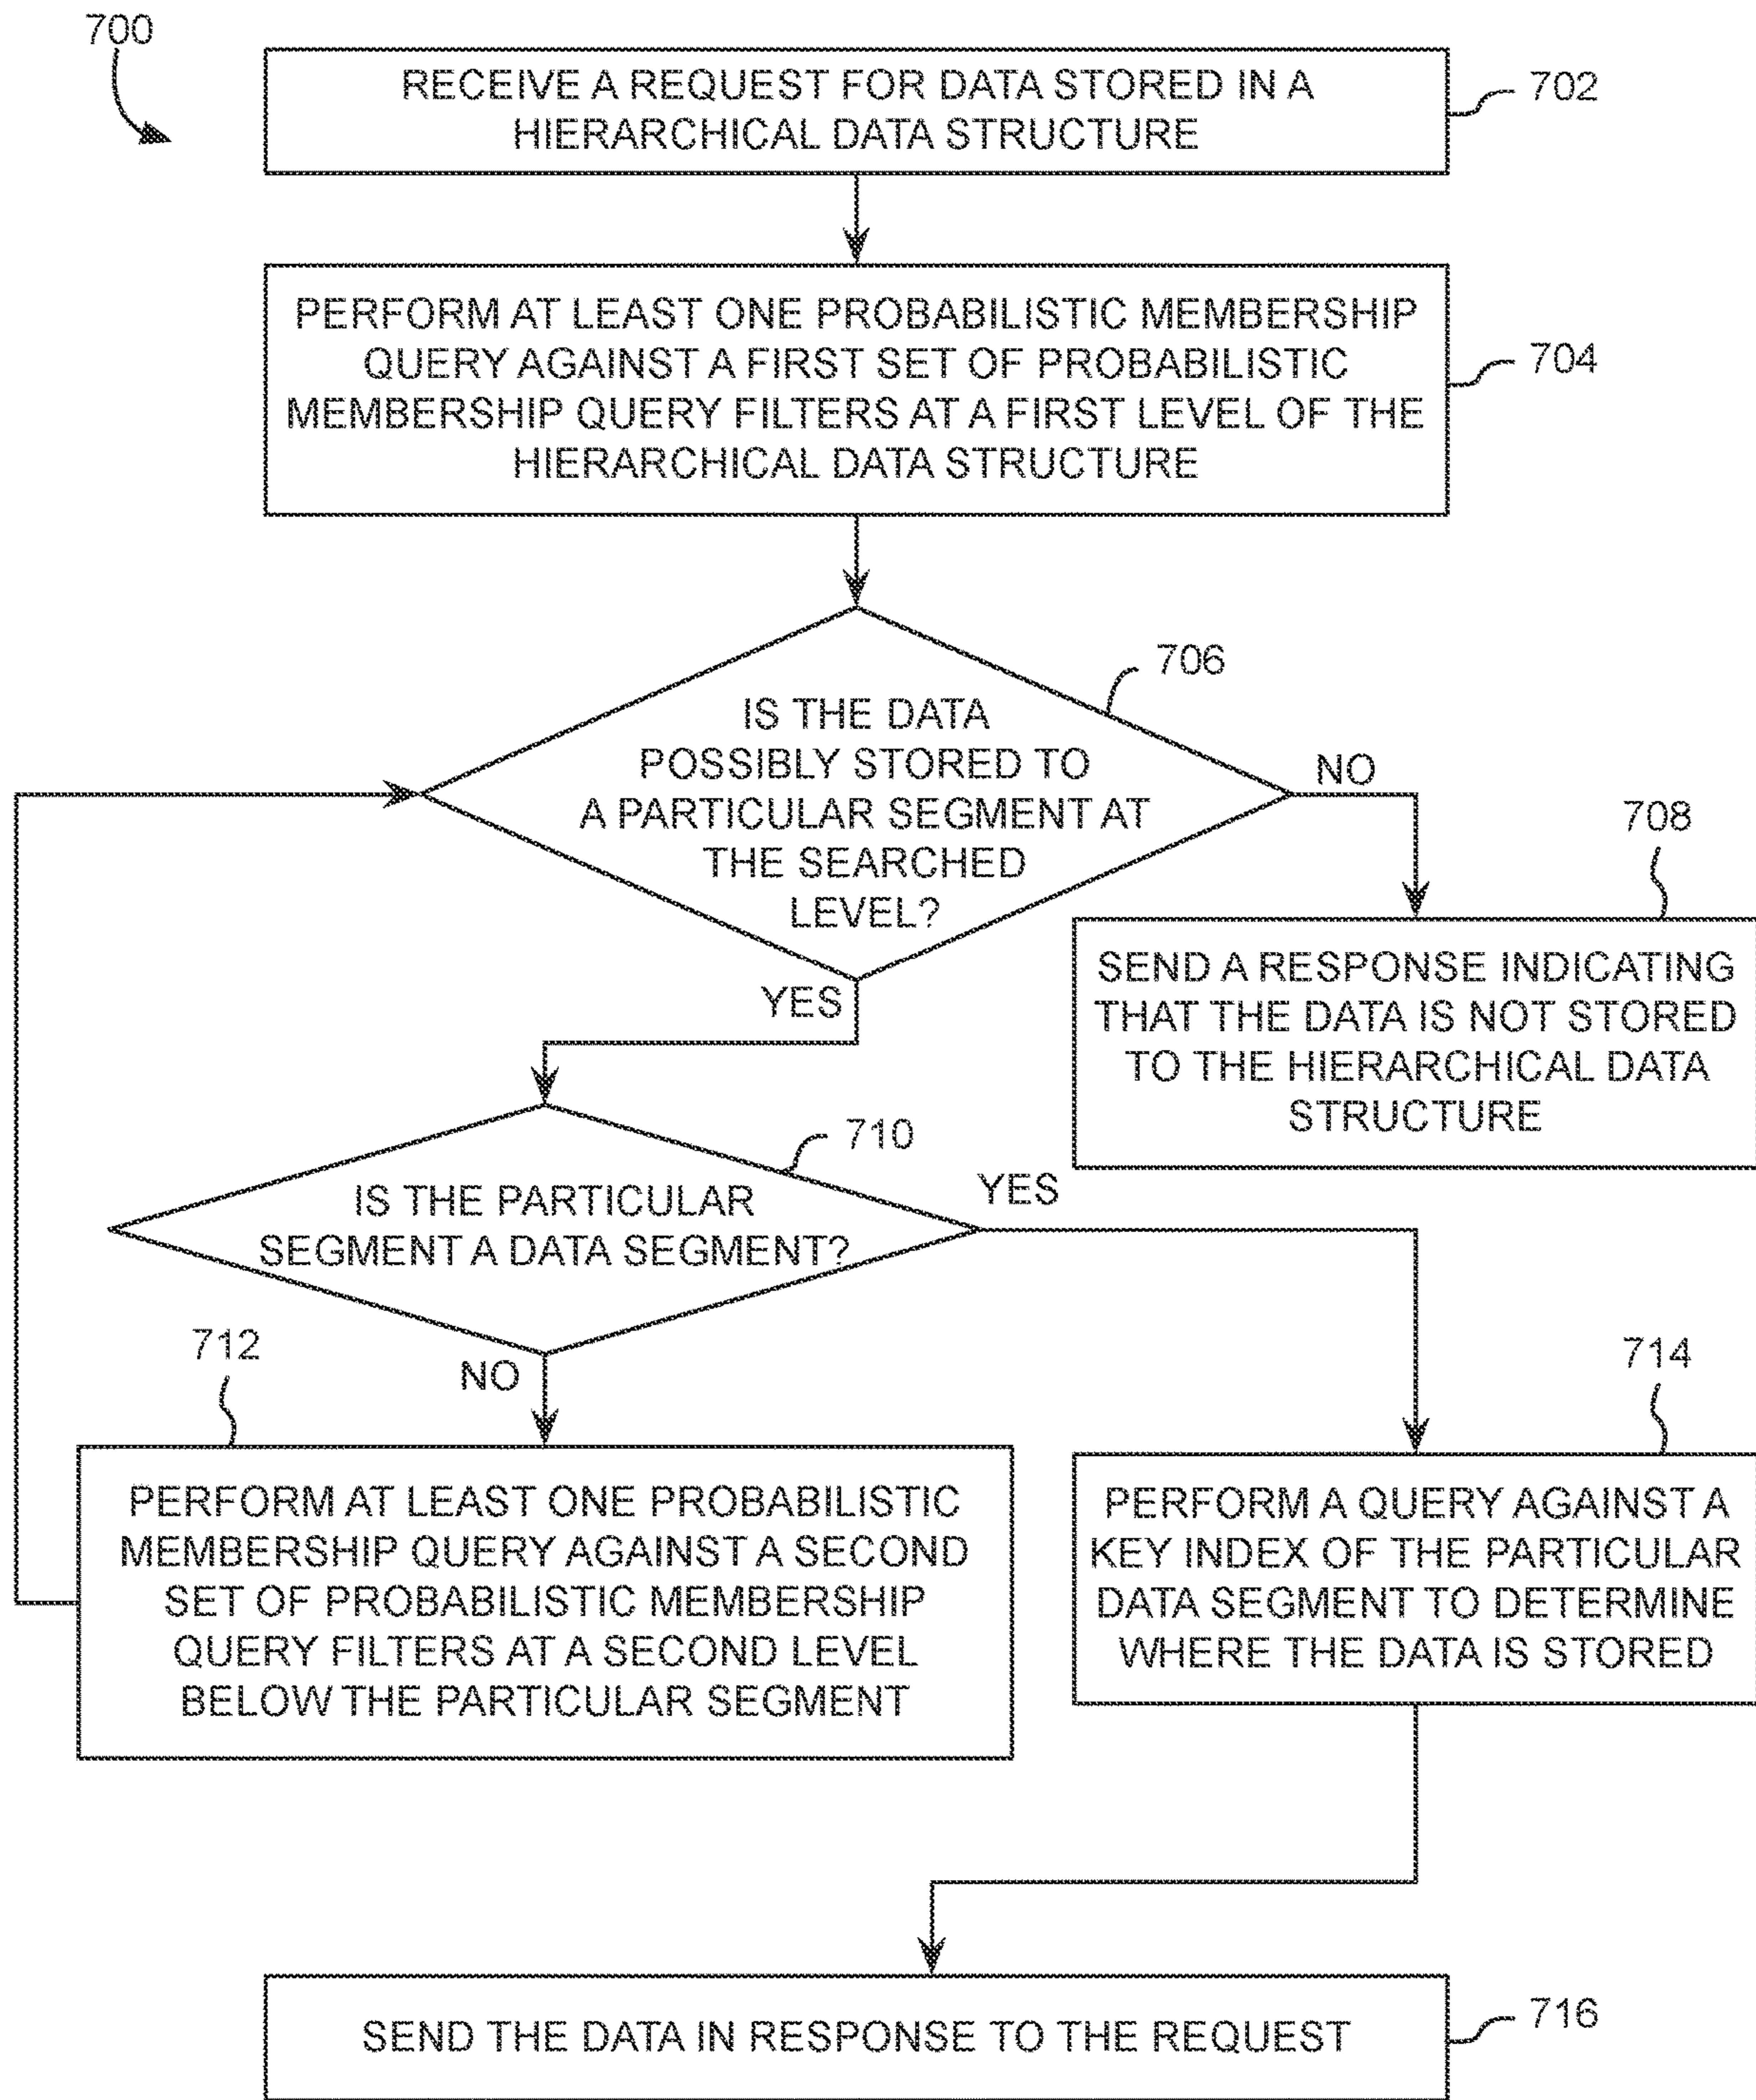 700
RECEIVE A REQUEST FOR DATA STORED IN A
HIERARCHICAL DATA STRUCTURE
702
PERFORM AT LEAST ONE PROBABILISTIC MEMBERSHIP
QUERY AGAINST A FIRST SET OF PROBABILISTIC
MEMBERSHIP QUERY FILTERS AT A FIRST LEVEL OF THE
HIERARCHICAL DATA STRUCTURE
704
706
IS THE DATA
POSSIBLY STORED TO
A PARTICULAR SEGMENT AT
THE SEARCHED
LEVEL?
NO
YES
708
SEND A RESPONSE INDICATING
THAT THE DATA IS NOT STORED
TO THE HIERARCHICAL DATA
STRUCTURE
710
IS THE PARTICULAR
SEGMENT A DATA SEGMENT?
YES
NO
712
PERFORM AT LEAST ONE PROBABILISTIC
MEMBERSHIP QUERY AGAINST A SECOND
SET OF PROBABILISTIC MEMBERSHIP
QUERY FILTERS AT A SECOND LEVEL
BELOW THE PARTICULAR SEGMENT
714
PERFORM A QUERY AGAINST A
KEY INDEX OF THE PARTICULAR
DATA SEGMENT TO DETERMINE
WHERE THE DATA IS STORED
SEND THE DATA IN RESPONSE TO THE REQUEST
716